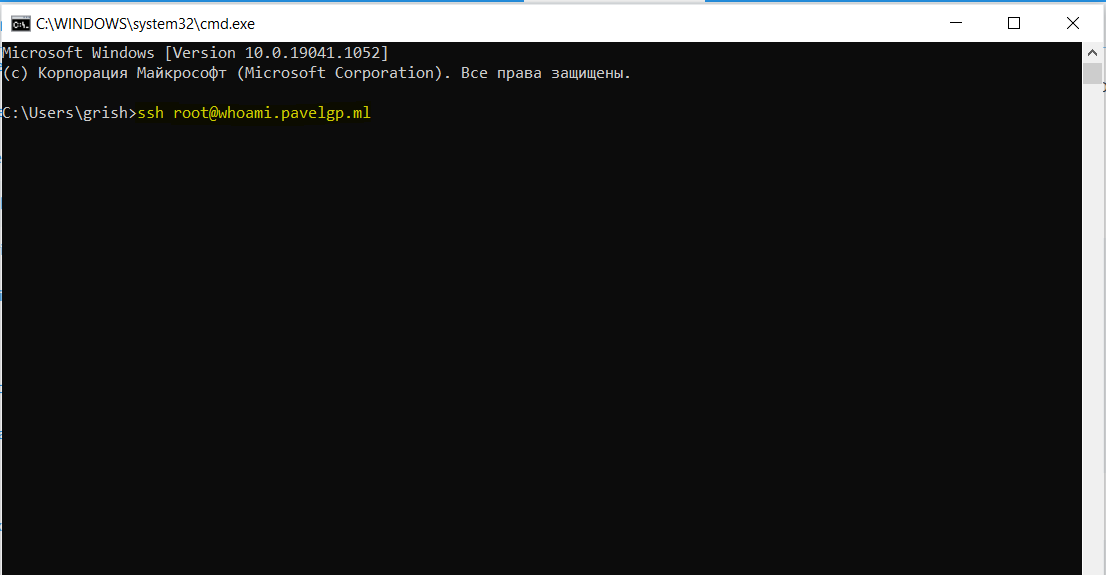 C:\WINDOWS\system32\cmd.exe
Microsoft Windows [Version 10.0.19041.1052]
(c) Корпорация Майкрософт (Microsoft Corporation). Все права защищены.
C:\Users\grish>ssh root@whoami.pavelgp.ml